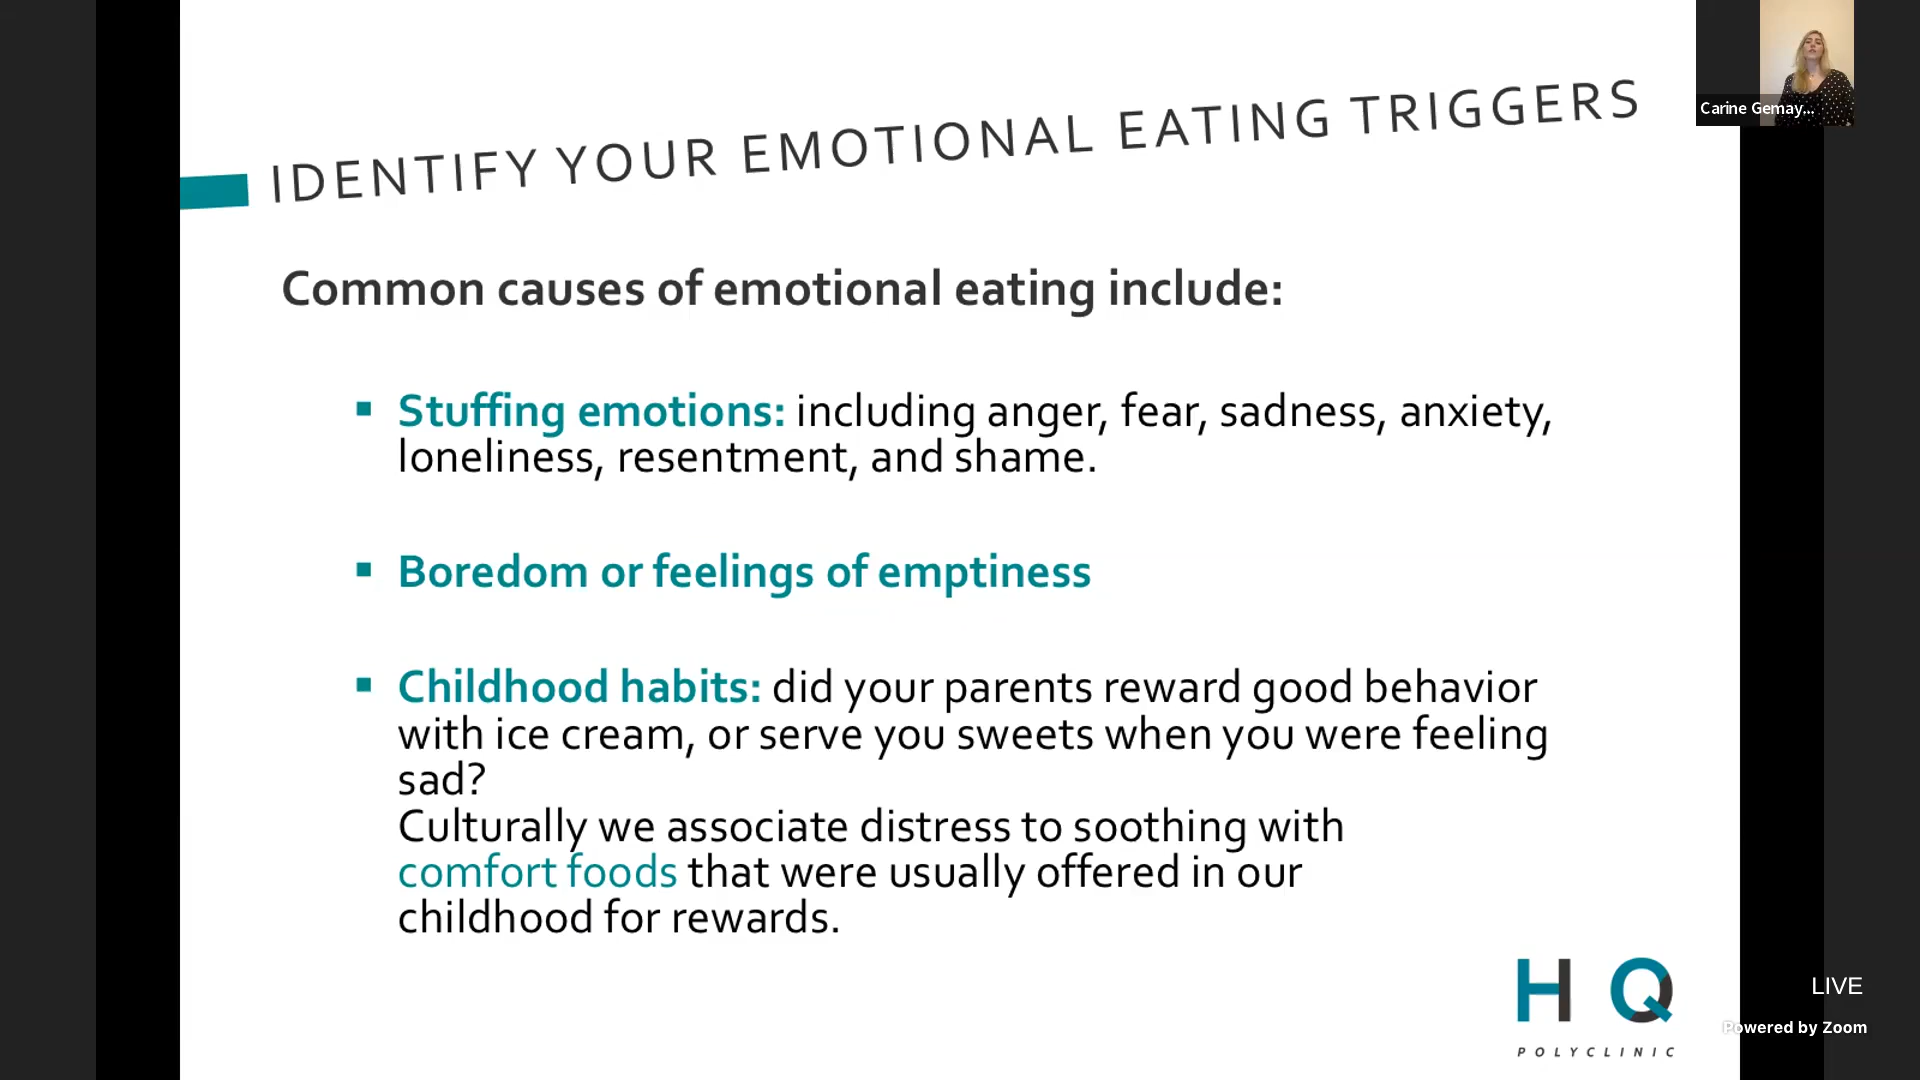 IDENTIFY YOUR EMOTIONAL EATING TRIGGERS
Carine Gemay...
Common causes of emotional eating include:
▪ Stuffing emotions: including anger, fear, sadness, anxiety,
loneliness, resentment, and shame.
▪ Boredom or feelings of emptiness
▪ Childhood habits: did your parents reward good behavior
with ice cream, or serve you sweets when you were feeling
sad?
Culturally we associate distress to soothing with
comfort foods that were usually offered in our
childhood for rewards.
H Q
POLYCLINIC
LIVE
Powered by Zoom